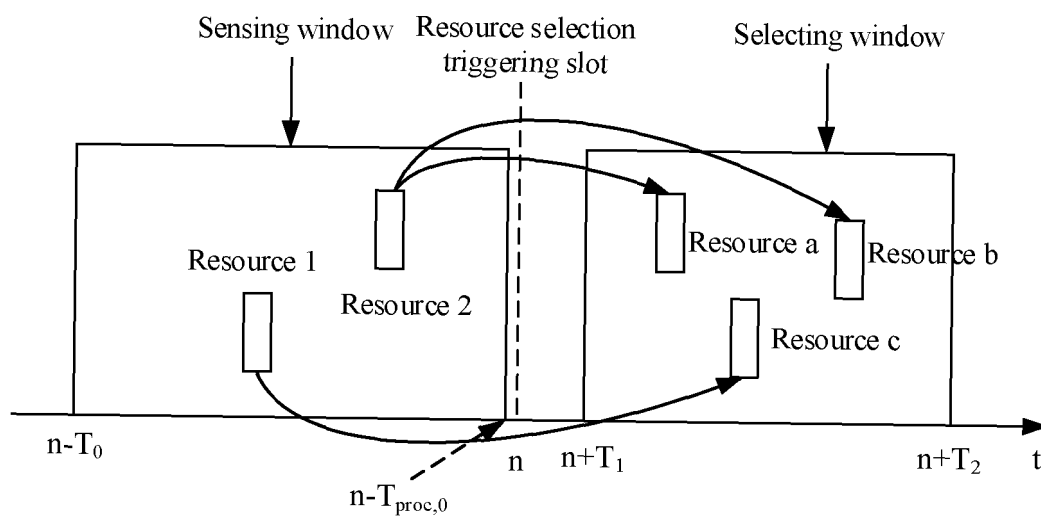 Sensing window
Resource selection
triggering slot
Selecting window
Resource 1
Resource 2
Resource a
Resource b
Resource c
n-T₀
n-Tproc,0
n
n+T₁
n+T₂
t